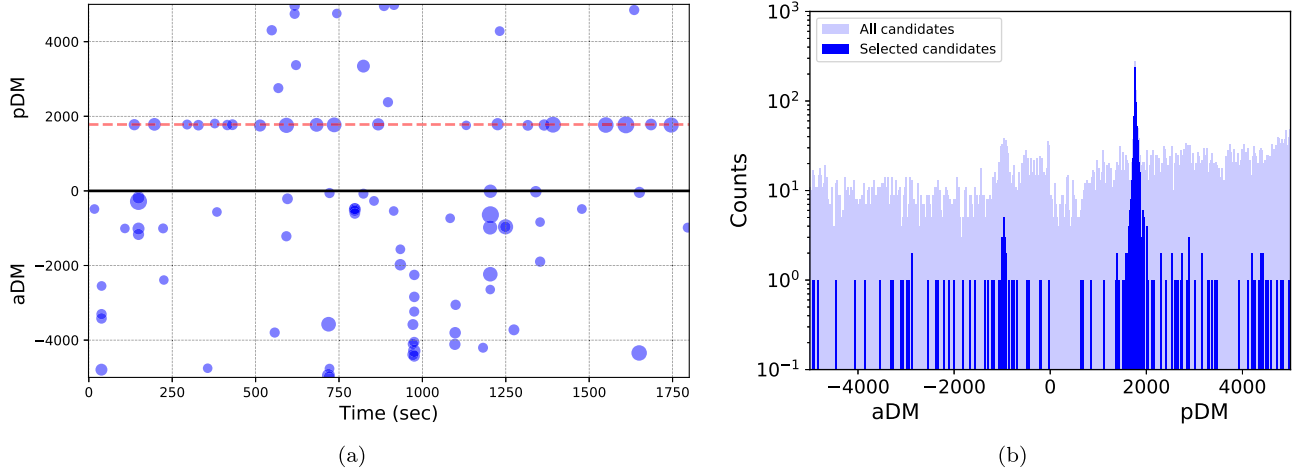 4000
2000
0
−2000
−4000
pDM
aDM
0
250
500
750
1000
1250
1500
1750
Time (sec)
(a)
All candidates
Selected candidates
10³
10²
10¹
10⁰
10⁻¹
Counts
−4000
−2000
0
2000
4000
aDM
pDM
(b)